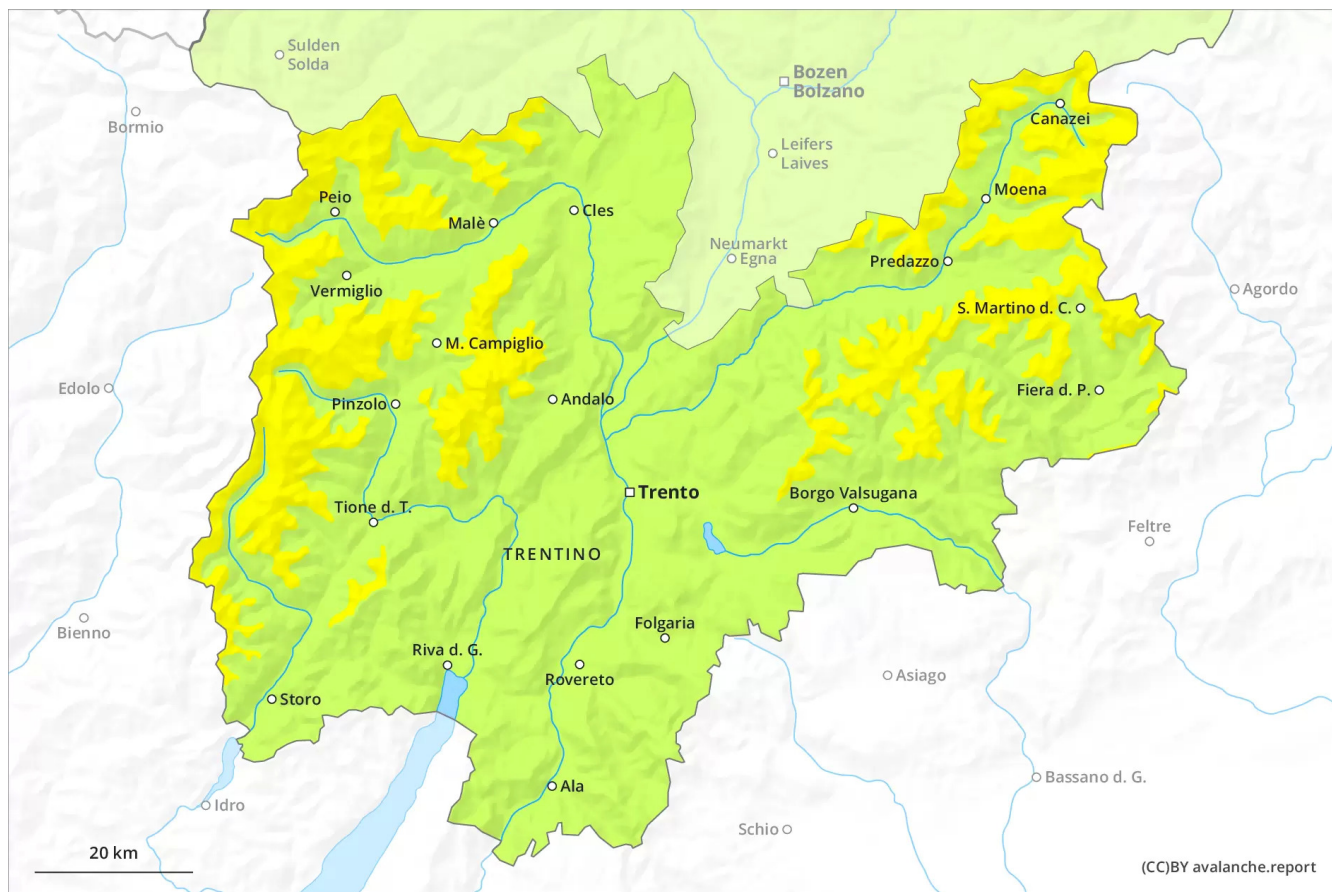 Sulden
Solda
Bozen
Bolzano
Bormio
Canazei
Leifers
Laives
Peio
Moena
Malè
Cles
Neumarkt
Egna
Predazzo
Vermiglio
Agordo
S. Martino d. C.
M. Campiglio
Edolo
Fiera d. P.
Pinzolo
Andalo
Trento
Borgo Valsugana
Tione d. T.
Feltre
TRENTINO
Bienno
Folgaria
Riva d. G.
Asiago
Rovereto
Storo
Bassano d. G.
Ala
Idro
Schio
20 km
(CC)BY avalanche.report